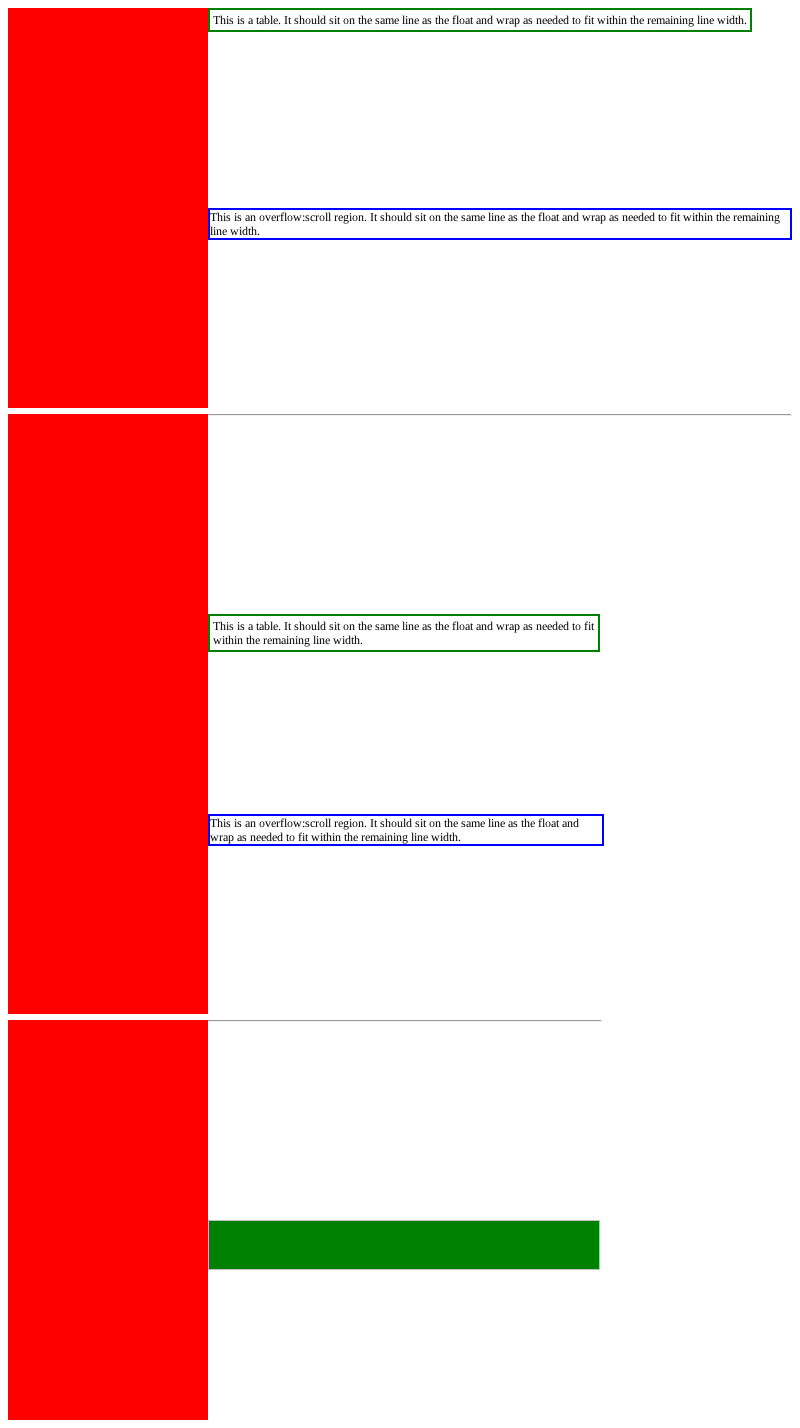 This is a table. It should sit on the same line as the float and wrap as needed to fit within the remaining line width.
This is an overflow:scroll region. It should sit on the same line as the float and wrap as needed to fit within the remaining
line width.
This is a table. It should sit on the same line as the float and wrap as needed to fit
within the remaining line width.
This is an overflow:scroll region. It should sit on the same line as the float and
wrap as needed to fit within the remaining line width.